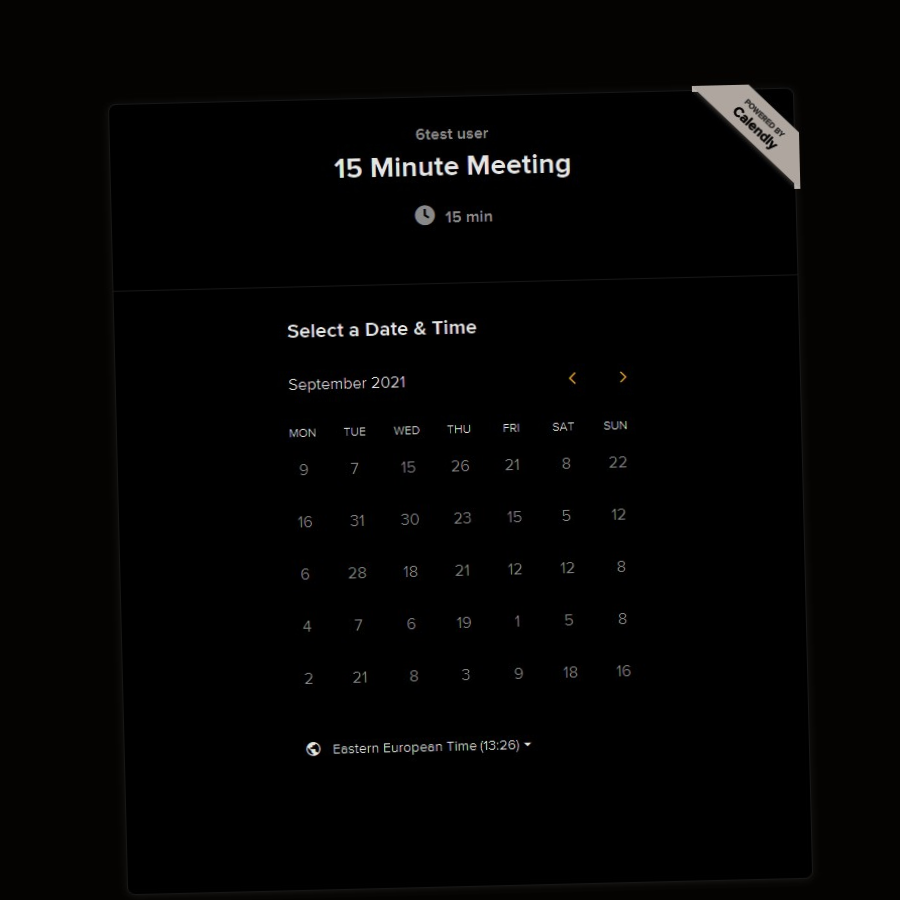 POWERED BY
Calendly
6test user
15 Minute Meeting
15 min
Select a Date & Time
September 2021
MON TUE WED THU FRI SAT SUN
9 7 15 26 21 8 22
16 31 30 23 15 5 12
6 28 18 21 12 12 8
4 7 6 19 1 5 8
2 21 8 3 9 18 16
Eastern European Time (13:26)